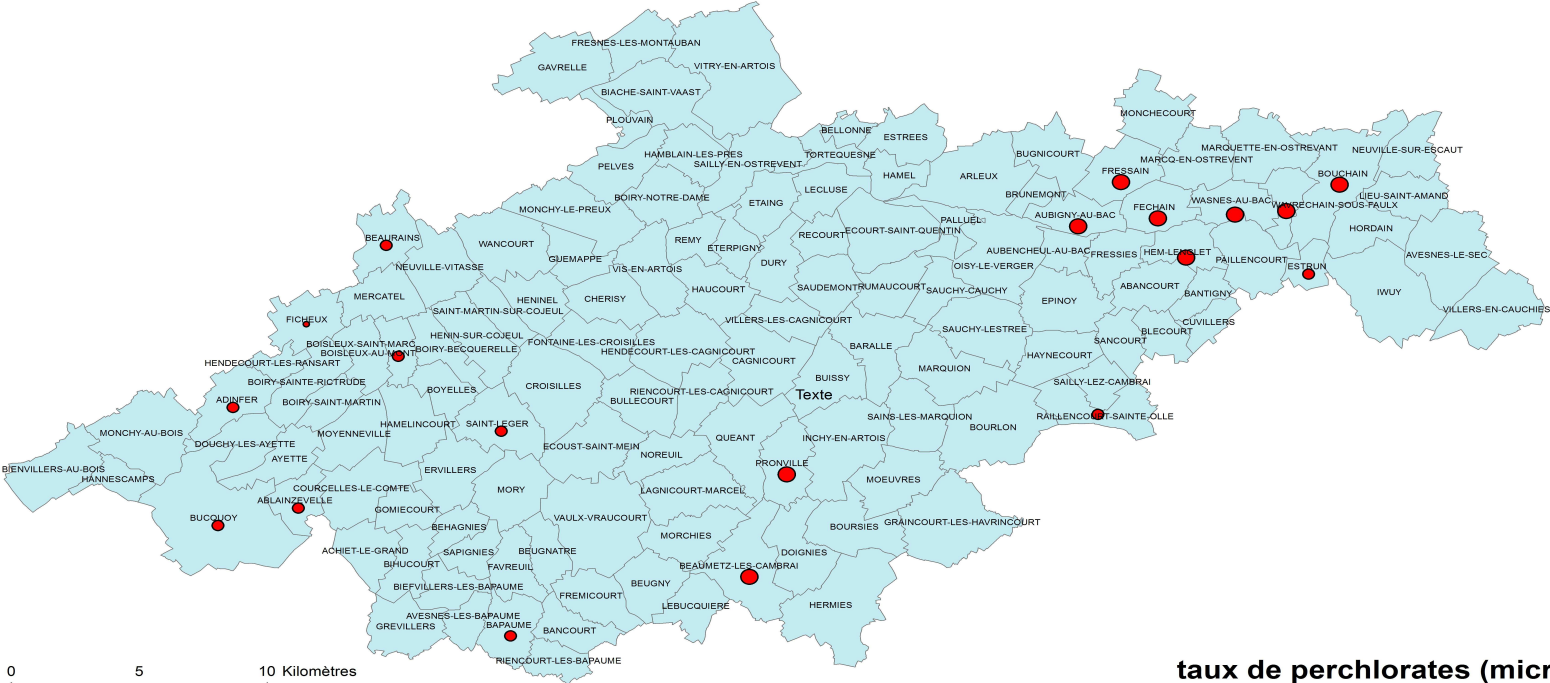 FRESNES-LES-MONTAUBAN
GAVRELLE
VITRY-EN-ARTOIS
BIACHE-SAINT-VAAST
PLOUVAIN
MONCHECOURT
BELLONNE
ESTREES
HAMBLAIN-LES-PRES
TORTEQUESNE
BUGNICOURT
MARQUETTE-EN-OSTREVANT
NEUVILLE-SUR-ESCAUT
PELVES
SAILLY-EN-OSTREVENT
MARCQ-EN-OSTREVENT
FRESSAIN
BOUCHAIN
HAMEL
ARLEUX
LECLUSE
BRUNEMONT
BOIRY-NOTRE-DAME
ETAING
LIEU-SAINT-AMAND
MONCHY-LE-PREUX
FECHAIN
WASNES-AU-BAC
WAVRECHAIN-SOUS-FAULX
PALLUEL
AUBIGNY-AU-BAC
BEAURAINS
WANCOURT
REMY
ETERPIGNY
RECOURT
ECOURT-SAINT-QUENTIN
HORDAIN
GUEMAPPE
DURY
AUBENCHEUL-AU-BAC
FRESSIES
HEM-LENGLET
PAILLENCOURT
AVESNES-LE-SEC
NEUVILLE-VITASSE
VIS-EN-ARTOIS
OISY-LE-VERGER
ESTRUN
MERCATEL
HENINEL
CHERISY
HAUCOURT
SAUDEMONT
RUMAUCOURT
SAUCHY-CAUCHY
EPINOY
ABANCOURT
BANTIGNY
IWUY
SAINT-MARTIN-SUR-COJEUL
VILLERS-EN-CAUCHIES
FICHEUX
VILLERS-LES-CAGNICOURT
SAUCHY-LESTREE
CUVILLERS
HENIN-SUR-COJEUL
BLECOURT
BOISLEUX-SAINT-MARC
FONTAINE-LES-CROISILLES
BARALLE
SANCOURT
BOISLEUX-AU-MONT
BOIRY-BECQUERELLE
HENDECOURT-LES-CAGNICOURT
HAYNECOURT
HENDECOURT-LES-RANSART
CAGNICOURT
MARQUION
BOIRY-SAINTE-RICTRUDE
BOYELLES
CROISILLES
RIENCOURT-LES-CAGNICOURT
BUISSY
SAILLY-LEZ-CAMBRAI
ADINFER
BOIRY-SAINT-MARTIN
BULLECOURT
Texte
HAMELINCOURT
SAINT-LEGER
SAINS-LES-MARQUION
BOURLON
RAILLENCOURT-SAINTE-OLLE
MONCHY-AU-BOIS
MOYENNEVILLE
DOUCHY-LES-AYETTE
ECOUST-SAINT-MEIN
QUEANT
INCHY-EN-ARTOIS
AYETTE
NOREUIL
PRONVILLE
BIENVILLERS-AU-BOIS
HANNESCAMPS
ERVILLERS
MOEUVRES
COURCELLES-LE-COMTE
MORY
LAGNICOURT-MARCEL
ABLAINZEVELLE
GOMIECOURT
BUCQUOY
VAULX-VRAUCOURT
BEHAGNIES
BOURSIES
GRAINCOURT-LES-HAVRINCOURT
MORCHIES
ACHIET-LE-GRAND
SAPIGNIES
BEUGNATRE
DOIGNIES
BIHUCOURT
FAVREUIL
BEAUMETZ-LES-CAMBRAI
BIEFVILLERS-LES-BAPAUME
BEUGNY
FREMICOURT
LEBUCQUIERE
HERMIES
AVESNES-LES-BAPAUME
GREVILLERS
BAPAUME
BANCOURT
RIENCOURT-LES-BAPAUME
0 5 10 Kilomètres
taux de perchlorates (micr